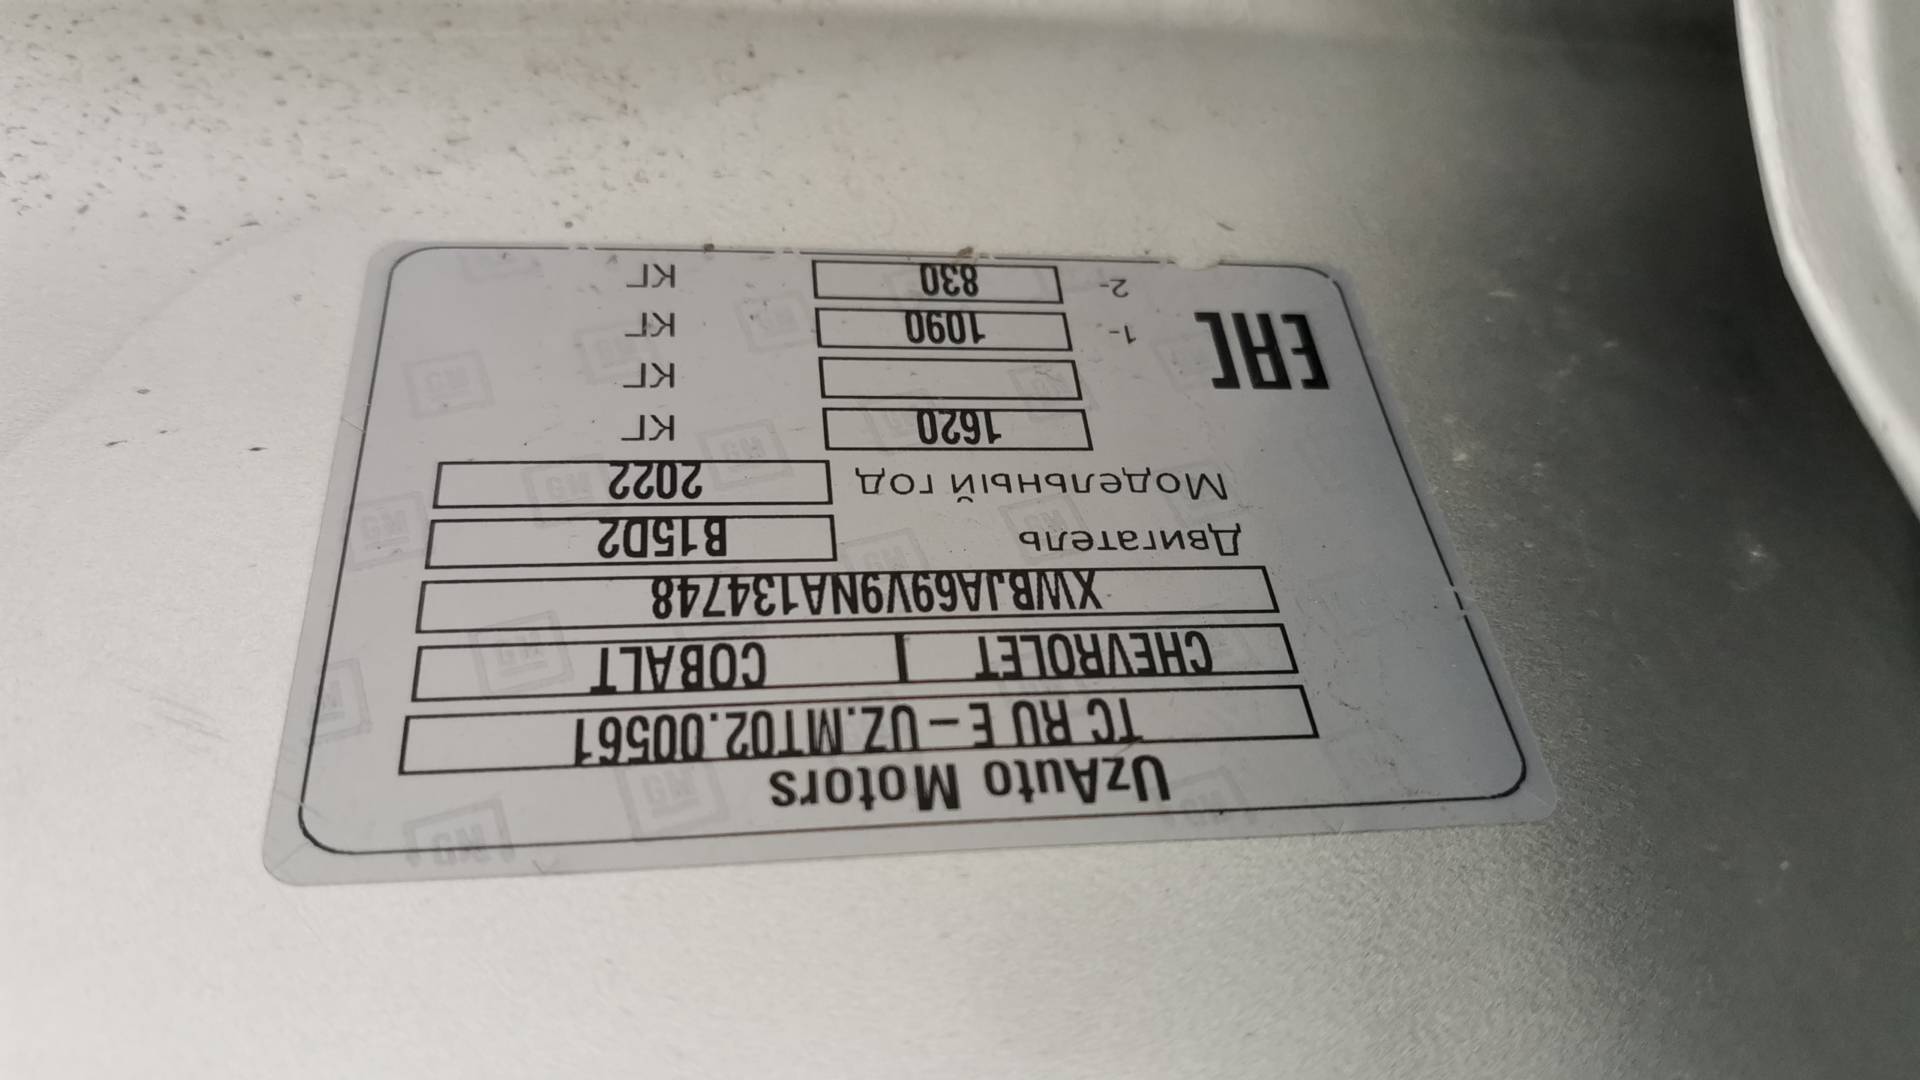 UzAuto Motors
TC RU E – UZ.MT02.00561
CHEVROLET COBALT
XWBJA69V9NA134748
Двигатель B15D2
Модельный год 2022
1620 КГ
КГ
1- 1090 КГ
2- 830 КГ
EAC